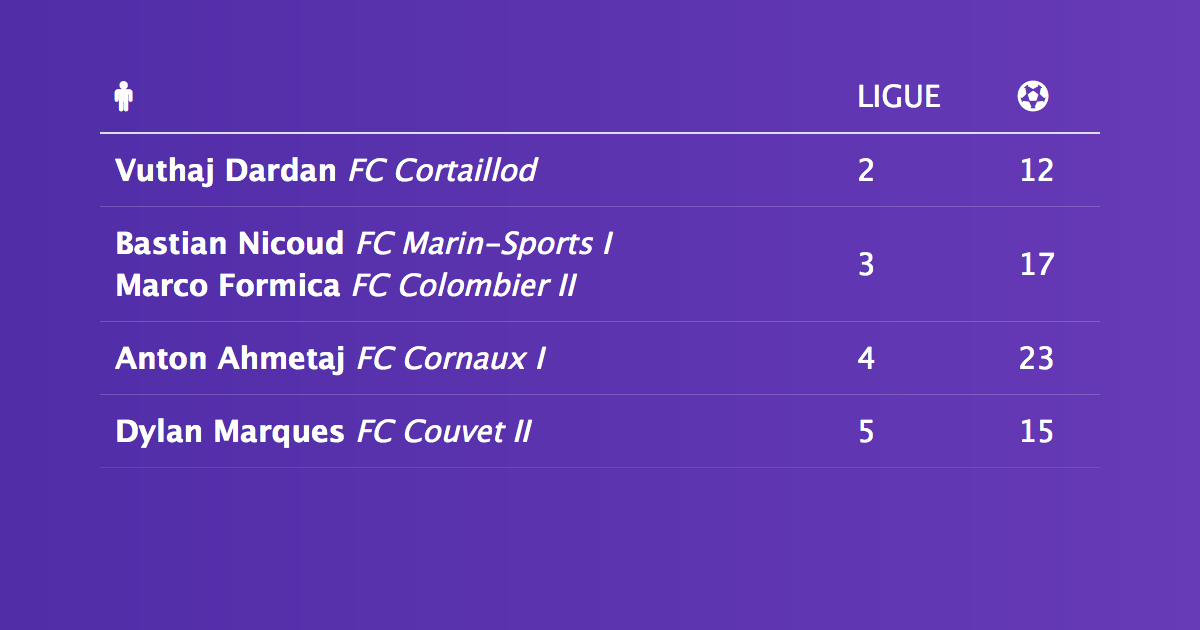 LIGUE
Vuthaj Dardan FC Cortaillod 2 12
Bastian Nicoud FC Marin-Sports I
Marco Formica FC Colombier II
3 17
Anton Ahmetaj FC Cornaux I 4 23
Dylan Marques FC Couvet II 5 15